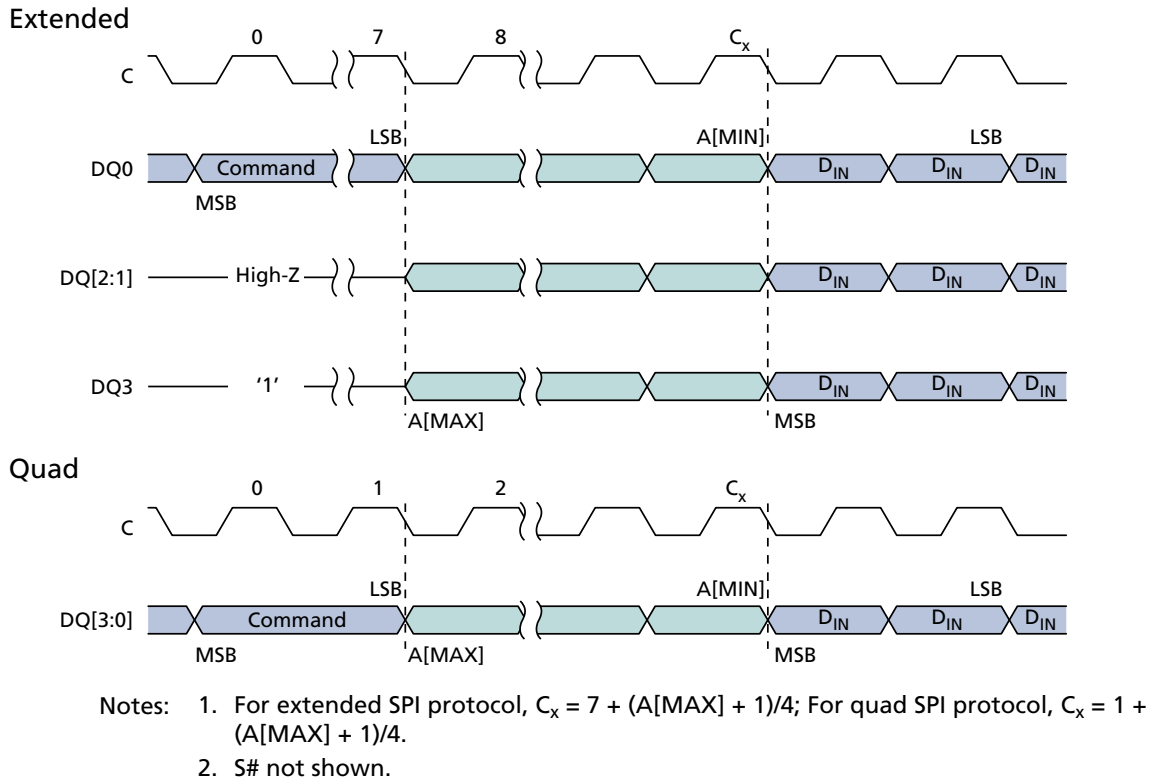 Extended
0 7 8 Cx
C
LSB A[MIN] LSB
DQ0 Command DIN DIN DIN
MSB
DQ[2:1] High-Z DIN DIN DIN
DQ3 '1' DIN DIN DIN
A[MAX] MSB
Quad
0 1 2 Cx
C
LSB A[MIN] LSB
DQ[3:0] Command DIN DIN DIN
MSB A[MAX] MSB
Notes: 1. For extended SPI protocol, Cx = 7 + (A[MAX] + 1)/4; For quad SPI protocol, Cx = 1 +
(A[MAX] + 1)/4.
2. S# not shown.